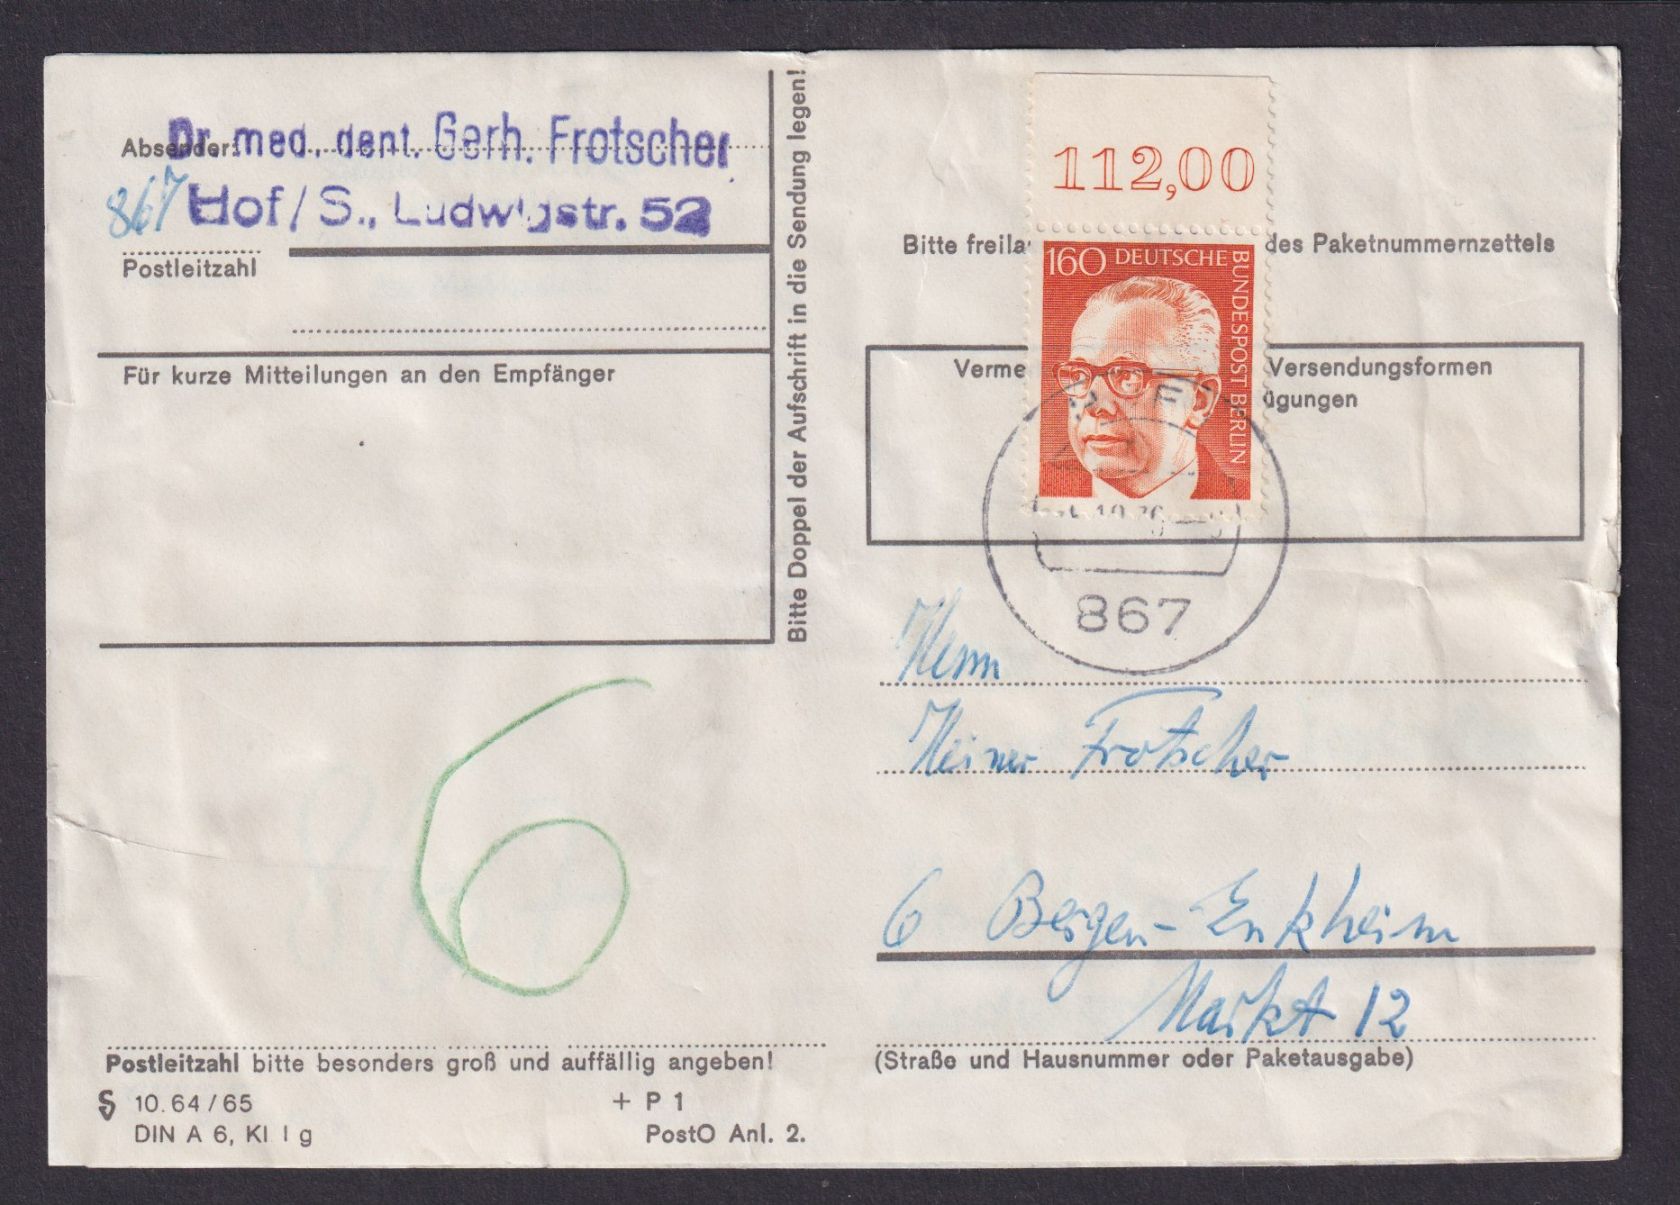 Absender:
Dr. med. dent. Gerh. Frotscher
867 Hof/S., Ludwigstr. 52
Postleitzahl
Für kurze Mitteilungen an den Empfänger
Bitte Doppel der Aufschrift in die Sendung legen!
112,00
Bitte freila des Paketnummernzettels
160 DEUTSCHE BUNDESPOST BERLIN
Verme Versendungsformen
ügungen
867
Herrn
Heiner Frotscher
6 Bergen-Enkheim
Markt 12
(Straße und Hausnummer oder Paketausgabe)
6
Postleitzahl bitte besonders groß und auffällig angeben!
S 10.64/65 + P 1
DIN A 6, Kl I g PostO Anl. 2.